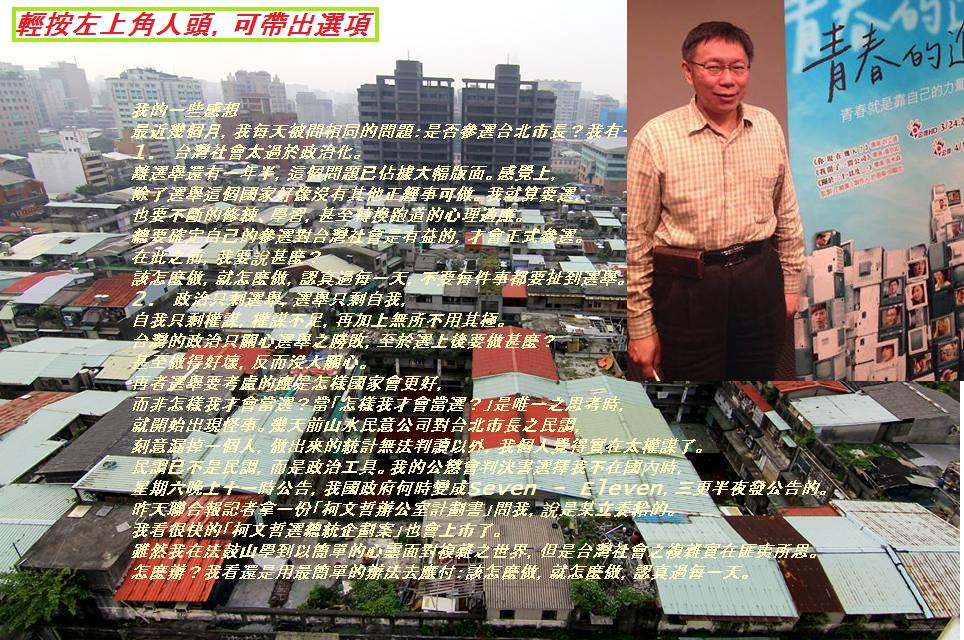 輕按左上角人頭, 可帶出選項
我的一些感想
最近幾個月, 我每天被問相同的問題：是否參選台北市長？我有
1. 台灣社會太過於政治化。
離選舉還有一年半, 這個問題已佔據大幅版面。感覺上,
除了選舉這個國家好像沒有其他正經事可做。我就算要選,
也要不斷的修練。學習, 甚至轉換跑道的心理適應。
總要確定自己的參選對台灣社會是有益的, 才會正式參選。
在此之前, 我要說甚麼？
該怎麼做, 就怎麼做, 認真過每一天, 不要每件事都要扯到選舉。
2. 政治只剩選舉, 選舉只剩自我,
自我只剩權謀, 權謀不足, 再加上無所不用其極。
台灣的政治只關心選舉之勝敗, 至於選上後要做甚麼？
甚至做得好壞, 反而沒人關心。
再者選舉要考慮的應是怎樣國家會更好,
而非怎樣我才會當選？當「怎樣我才會當選？」是唯一之思考時,
就開始出現怪事。幾天前山水民意公司對台北市長之民調,
刻意漏掉一個人, 做出來的統計無法判讀以外, 我個人覺得實在太權謀了。
民調已不是民調, 而是政治工具。我的公懲會判決書選擇我不在國內時,
星期六晚上十一時公告, 我國政府何時變成Seven - Eleven, 三更半夜發公告的。
昨天聯合報記者拿一份「柯文哲辦公室計劃書」問我, 說是某立委給的。
我看很快的「柯文哲選總統企劃案」也會上市了。
雖然我在法鼓山學到以簡單的心靈面對複雜之世界, 但是台灣社會之複雜實在匪夷所思。
怎麼辦？我看還是用最簡單的辦法去應付：該怎麼做, 就怎麼做, 認真過每一天。
青春的
青春的進
青春就是靠自己的力量